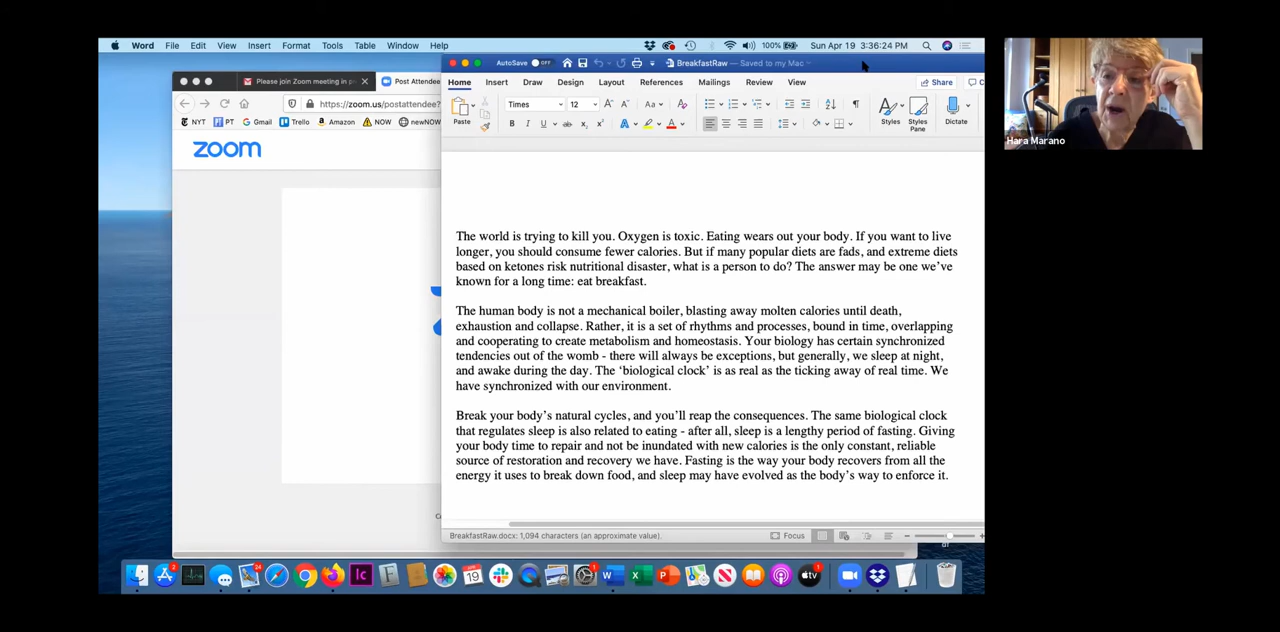 Word File Edit View Insert Format Tools Table Window Help 100% Sun Apr 19 3:36:24 PM
AutoSave OFF BreakfastRaw — Saved to my Mac
Please join Zoom meeting in p
Post Attendee
Home Insert Draw Design Layout References Mailings Review View Share
https://zoom.us/postattendee?
Times 12 Aa
Paste
Styles
Styles
Pane
Dictate
NYT PT Gmail Trello Amazon NOW newNOW
zoom
Hara Marano
The world is trying to kill you. Oxygen is toxic. Eating wears out your body. If you want to live
longer, you should consume fewer calories. But if many popular diets are fads, and extreme diets
based on ketones risk nutritional disaster, what is a person to do? The answer may be one we’ve
known for a long time: eat breakfast.
The human body is not a mechanical boiler, blasting away molten calories until death,
exhaustion and collapse. Rather, it is a set of rhythms and processes, bound in time, overlapping
and cooperating to create metabolism and homeostasis. Your biology has certain synchronized
tendencies out of the womb - there will always be exceptions, but generally, we sleep at night,
and awake during the day. The ‘biological clock’ is as real as the ticking away of real time. We
have synchronized with our environment.
Break your body’s natural cycles, and you’ll reap the consequences. The same biological clock
that regulates sleep is also related to eating - after all, sleep is a lengthy period of fasting. Giving
your body time to repair and not be inundated with new calories is the only constant, reliable
source of restoration and recovery we have. Fasting is the way your body recovers from all the
energy it uses to break down food, and sleep may have evolved as the body’s way to enforce it.
BreakfastRaw.docx: 1,094 characters (an approximate value). Focus